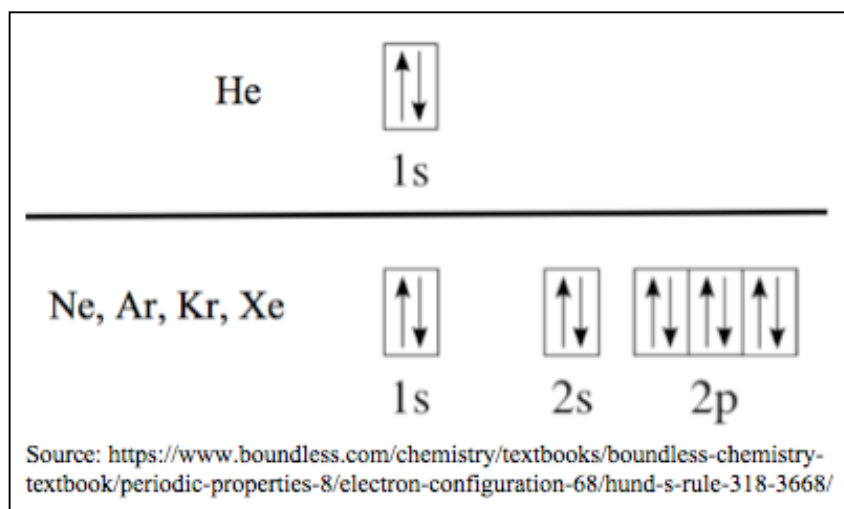 He
1s
Ne, Ar, Kr, Xe
1s 2s 2p
Source: https://www.boundless.com/chemistry/textbooks/boundless-chemistry-
textbook/periodic-properties-8/electron-configuration-68/hund-s-rule-318-3668/